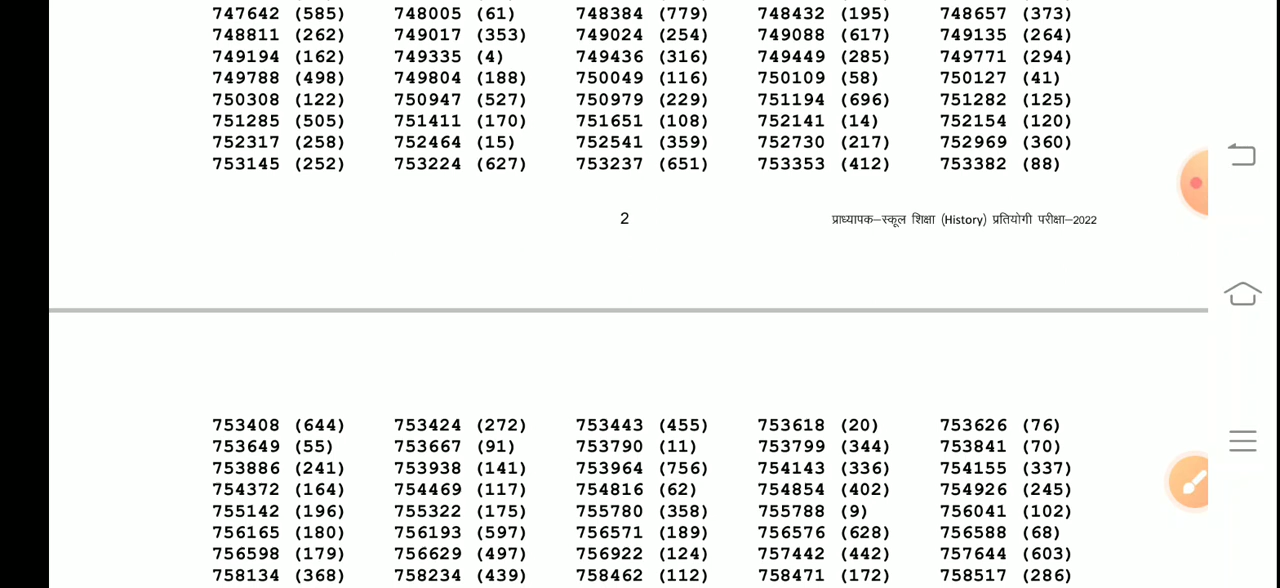 747642 (585) 748005 (61) 748384 (779) 748432 (195) 748657 (373)
748811 (262) 749017 (353) 749024 (254) 749088 (617) 749135 (264)
749194 (162) 749335 (4) 749436 (316) 749449 (285) 749771 (294)
749788 (498) 749804 (188) 750049 (116) 750109 (58) 750127 (41)
750308 (122) 750947 (527) 750979 (229) 751194 (696) 751282 (125)
751285 (505) 751411 (170) 751651 (108) 752141 (14) 752154 (120)
752317 (258) 752464 (15) 752541 (359) 752730 (217) 752969 (360)
753145 (252) 753224 (627) 753237 (651) 753353 (412) 753382 (88)
2 प्राध्यापक–स्कूल शिक्षा (History) प्रतियोगी परीक्षा–2022
753408 (644) 753424 (272) 753443 (455) 753618 (20) 753626 (76)
753649 (55) 753667 (91) 753790 (11) 753799 (344) 753841 (70)
753886 (241) 753938 (141) 753964 (756) 754143 (336) 754155 (337)
754372 (164) 754469 (117) 754816 (62) 754854 (402) 754926 (245)
755142 (196) 755322 (175) 755780 (358) 755788 (9) 756041 (102)
756165 (180) 756193 (597) 756571 (189) 756576 (628) 756588 (68)
756598 (179) 756629 (497) 756922 (124) 757442 (442) 757644 (603)
758134 (368) 758234 (439) 758462 (112) 758471 (172) 758517 (286)